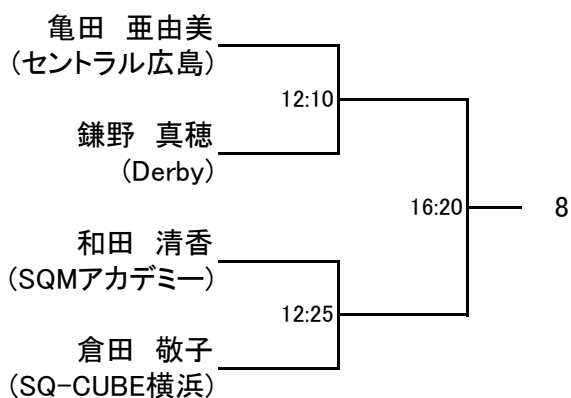 亀田　亜由美
(セントラル広島)
12:10
鎌野　真穂
(Derby)
16:20
8
和田　清香
(SQMアカデミー)
12:25
倉田　敬子
(SQ-CUBE横浜)